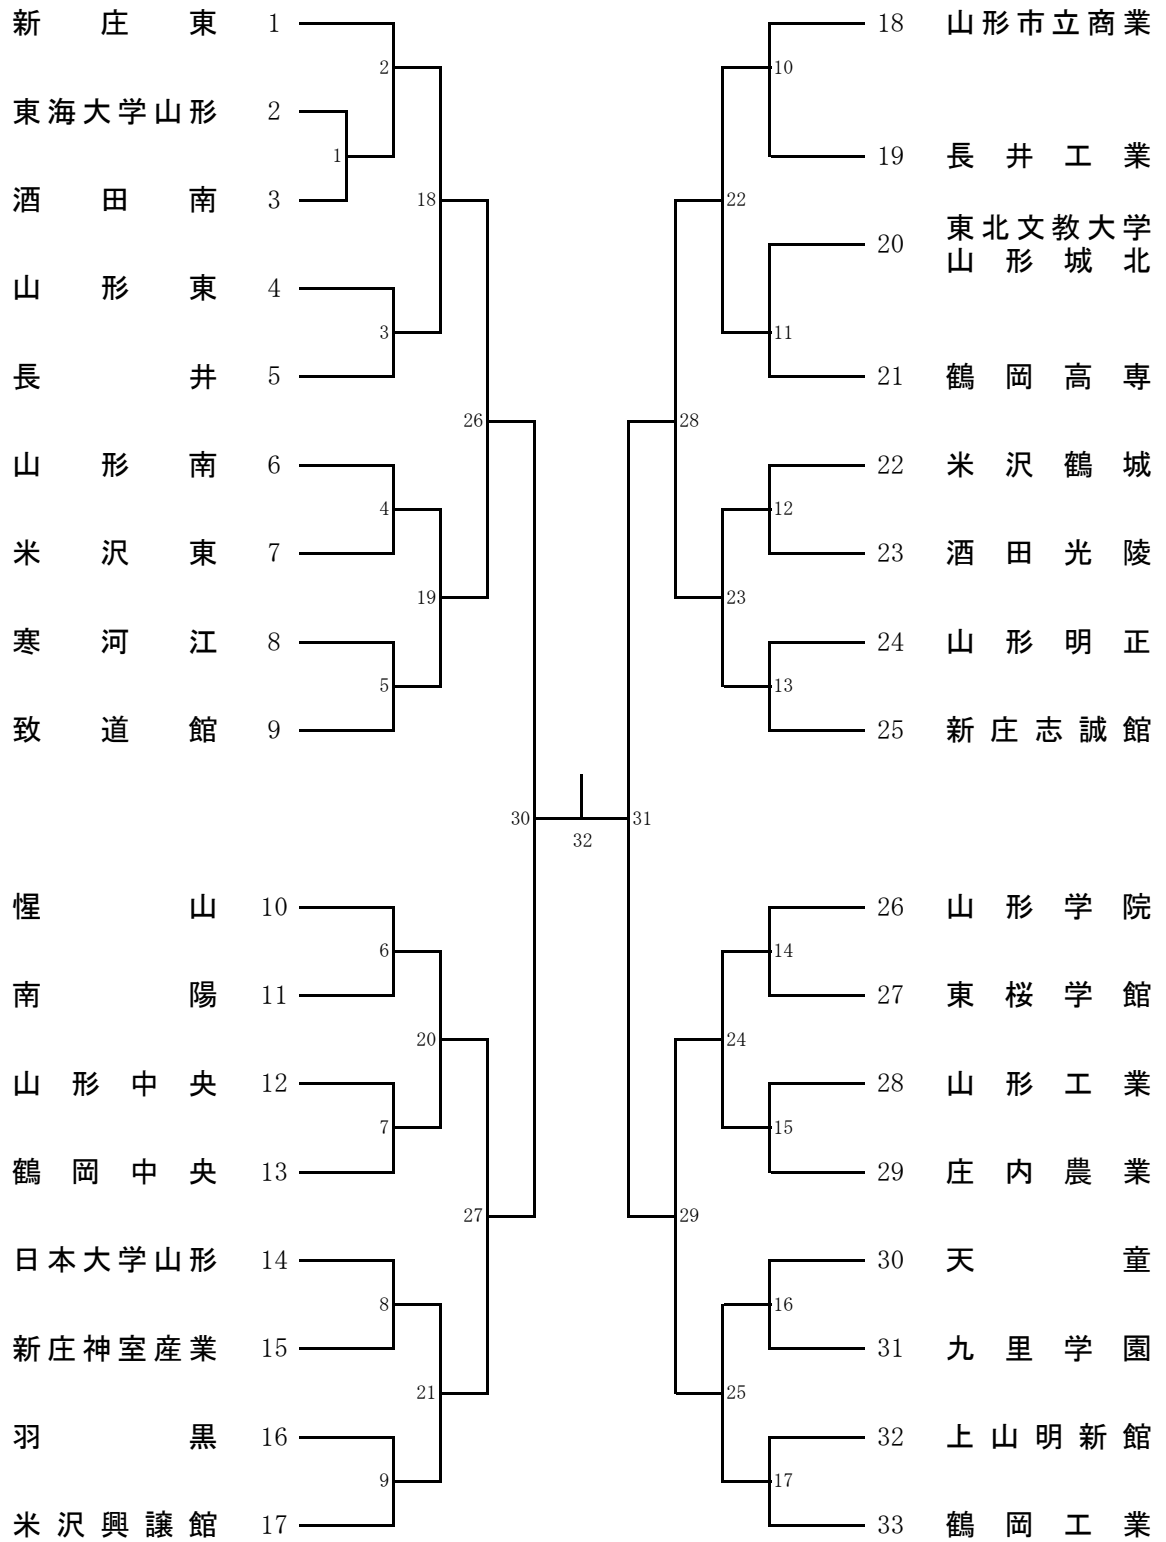 新庄東 1
2
東海大学山形 2
1
酒田南 3
18
山形東 4
3
長井 5
26
山形南 6
4
米沢東 7
19
寒河江 8
5
致道館 9
30
32
惺山 10
6
南陽 11
20
山形中央 12
7
鶴岡中央 13
27
日本大学山形 14
8
新庄神室産業 15
21
羽黒 16
9
米沢興譲館 17
18 山形市立商業
10
19 長井工業
22
20 東北文教大学
山形城北
11
21 鶴岡高専
28
22 米沢鶴城
12
23 酒田光陵
23
24 山形明正
13
25 新庄志誠館
31
26 山形学院
14
27 東桜学館
24
28 山形工業
15
29 庄内農業
29
30 天童
16
31 九里学園
25
32 上山明新館
17
33 鶴岡工業